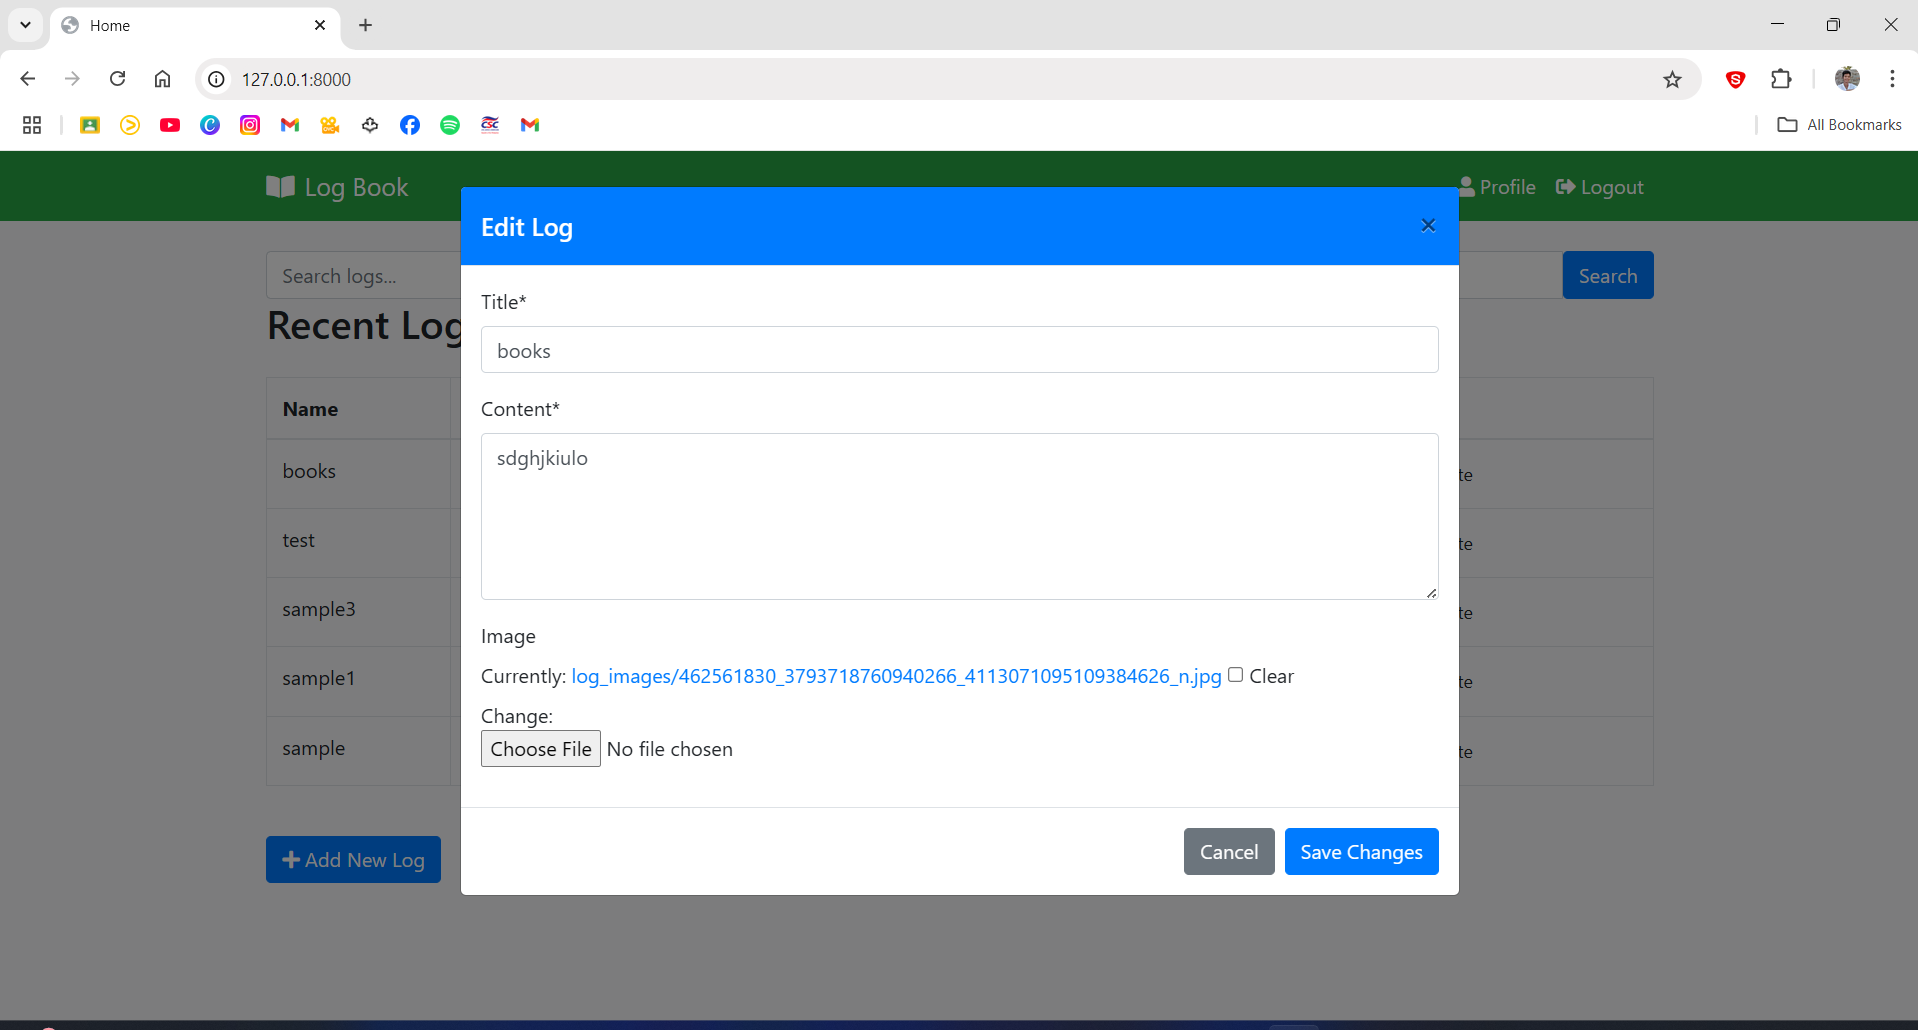 Home
127.0.0.1:8000
All Bookmarks
Log Book
Profile
Logout
Edit Log
×
Search logs...
Search
Recent Log
Title*
books
Content*
sdghjkiulo
Name
books
te
test
te
sample3
te
sample1
te
sample
te
Image
Currently: log_images/462561830_3793718760940266_4113071095109384626_n.jpg Clear
Change:
Choose File No file chosen
Cancel
Save Changes
Add New Log